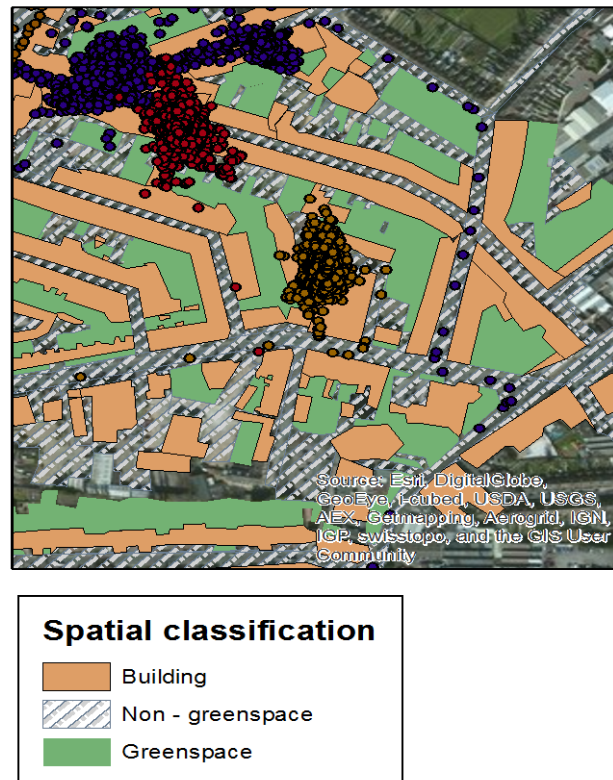 Source: Esri, DigitalGlobe,
GeoEye, i-cubed, USDA, USGS,
AEX, Getmapping, Aerogrid, IGN,
IGP, swisstopo, and the GIS User
Community
Spatial classification
Building
Non - greenspace
Greenspace